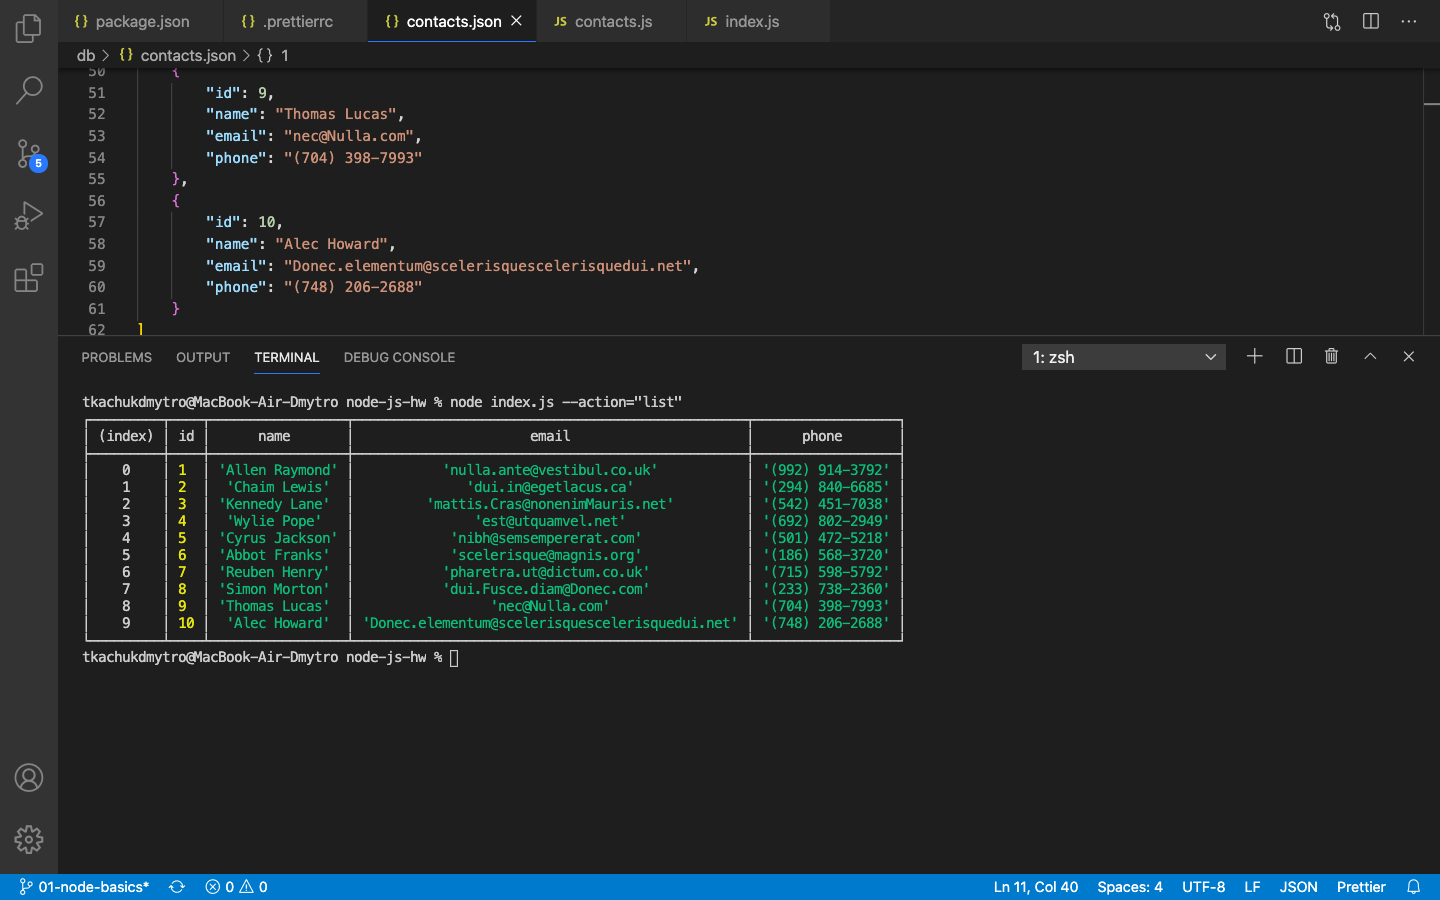 {} package.json {} .prettierrc {} contacts.json × JS contacts.js JS index.js ···
db > {} contacts.json > {} 1
50 {
51 "id": 9,
52 "name": "Thomas Lucas",
53 "email": "nec@Nulla.com",
54 "phone": "(704) 398-7993"
55 },
56 {
57 "id": 10,
58 "name": "Alec Howard",
59 "email": "Donec.elementum@scelerisquescelerisquedui.net",
60 "phone": "(748) 206-2688"
61 }
62 ]
5
PROBLEMS OUTPUT TERMINAL DEBUG CONSOLE 1: zsh
tkachukdmytro@MacBook-Air-Dmytro node-js-hw % node index.js --action="list"
(index) id name email phone
0 1 'Allen Raymond' 'nulla.ante@vestibul.co.uk' '(992) 914-3792'
1 2 'Chaim Lewis' 'dui.in@egetlacus.ca' '(294) 840-6685'
2 3 'Kennedy Lane' 'mattis.Cras@nonenimMauris.net' '(542) 451-7038'
3 4 'Wylie Pope' 'est@utquamvel.net' '(692) 802-2949'
4 5 'Cyrus Jackson' 'nibh@semsempererat.com' '(501) 472-5218'
5 6 'Abbot Franks' 'scelerisque@magnis.org' '(186) 568-3720'
6 7 'Reuben Henry' 'pharetra.ut@dictum.co.uk' '(715) 598-5792'
7 8 'Simon Morton' 'dui.Fusce.diam@Donec.com' '(233) 738-2360'
8 9 'Thomas Lucas' 'nec@Nulla.com' '(704) 398-7993'
9 10 'Alec Howard' 'Donec.elementum@scelerisquescelerisquedui.net' '(748) 206-2688'
tkachukdmytro@MacBook-Air-Dmytro node-js-hw %
01-node-basics* 0 0 Ln 11, Col 40 Spaces: 4 UTF-8 LF JSON Prettier